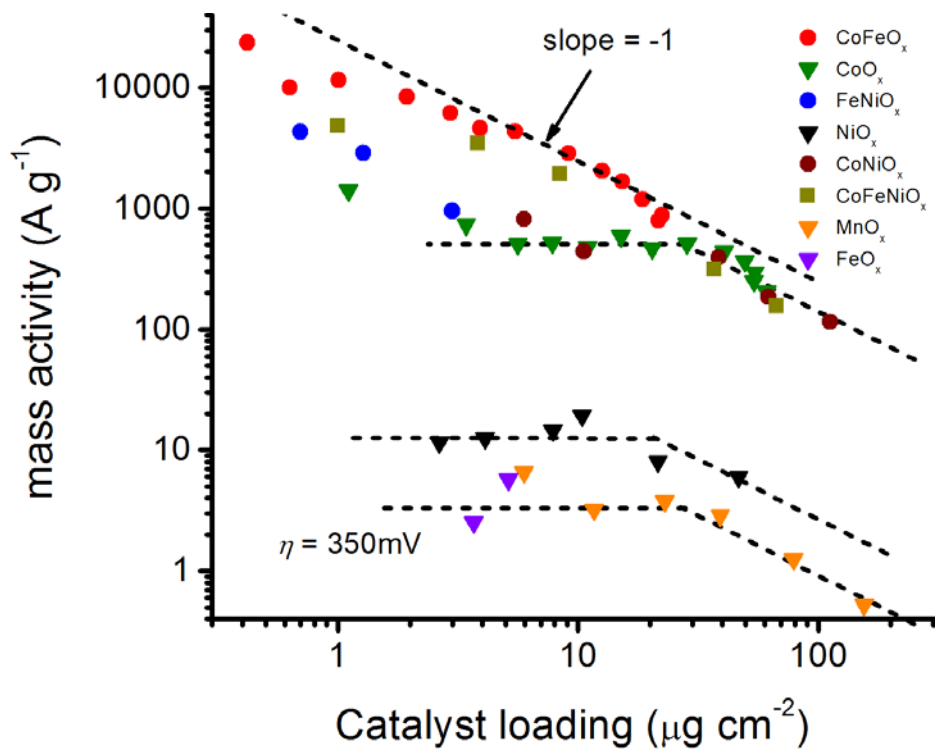 slope = -1
CoFeOₓ
CoOₓ
FeNiOₓ
NiOₓ
CoNiOₓ
CoFeNiOₓ
MnOₓ
FeOₓ
10000
1000
100
10
1
mass activity (A g⁻¹)
η = 350mV
1
10
100
Catalyst loading (μg cm⁻²)